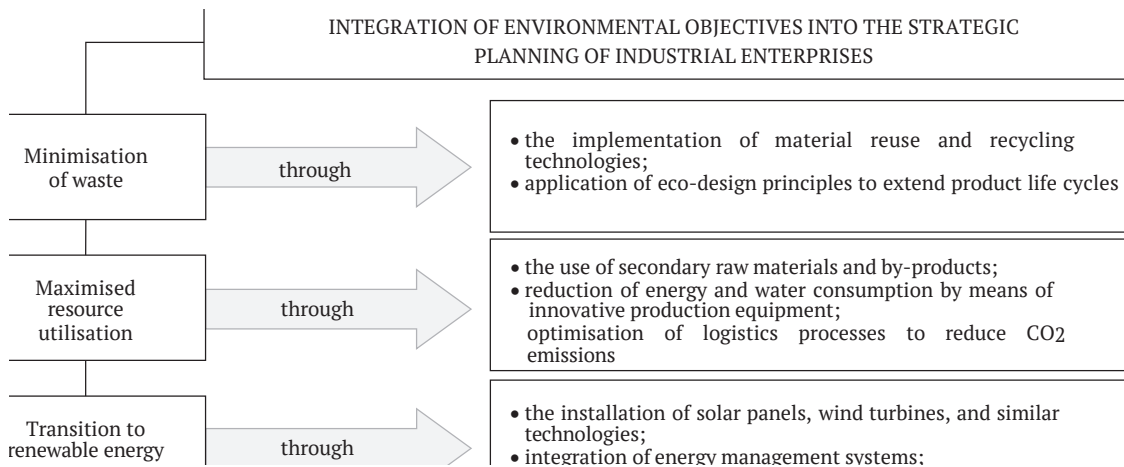 INTEGRATION OF ENVIRONMENTAL OBJECTIVES INTO THE STRATEGIC
PLANNING OF INDUSTRIAL ENTERPRISES
Minimisation
of waste
through
• the implementation of material reuse and recycling
technologies;
• application of eco-design principles to extend product life cycles
Maximised
resource
utilisation
through
• the use of secondary raw materials and by-products;
• reduction of energy and water consumption by means of
innovative production equipment;
optimisation of logistics processes to reduce CO2
emissions
Transition to
renewable energy
through
• the installation of solar panels, wind turbines, and similar
technologies;
• integration of energy management systems;